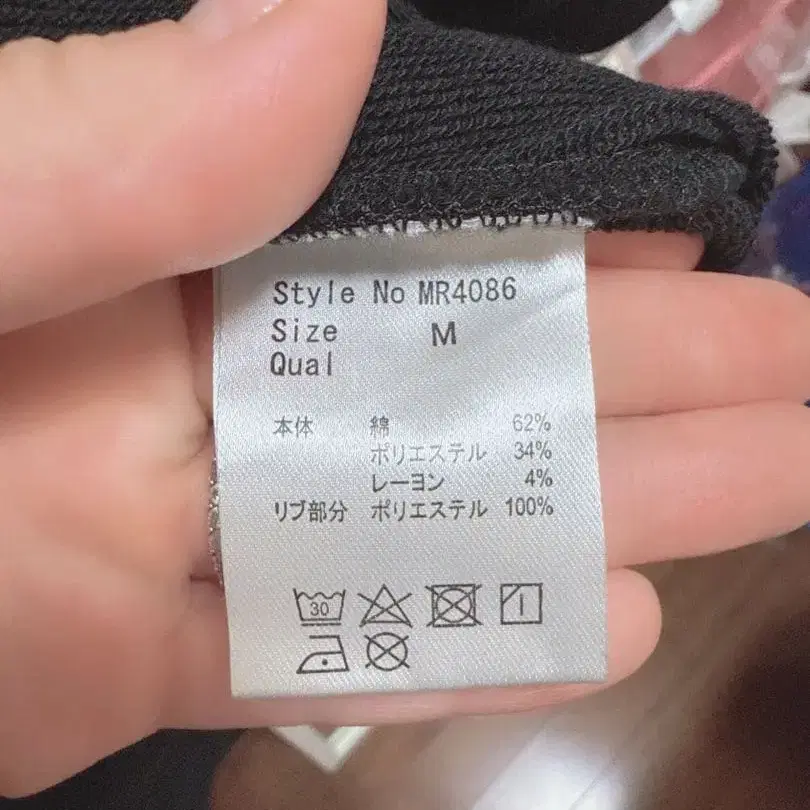 Style No MR4086
Size M
Qual
本体 綿 62%
ポリエステル 34%
レーヨン 4%
リブ部分 ポリエステル 100%
30